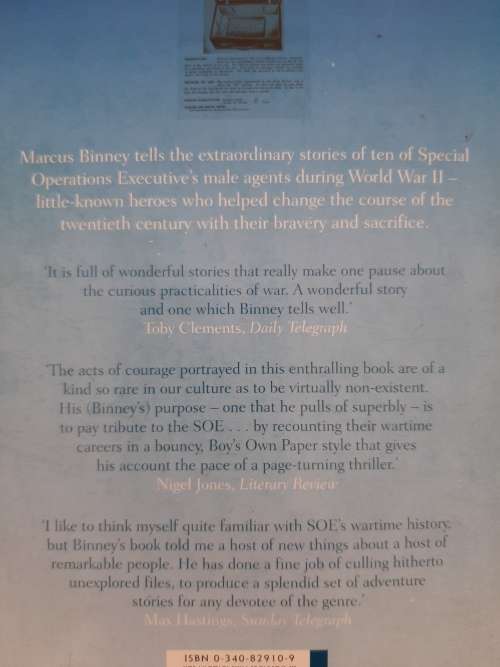 Marcus Binney tells the extraordinary stories of ten of Special
Operations Executive's male agents during World War II –
little-known heroes who helped change the course of the
twentieth century with their bravery and sacrifice.
'It is full of wonderful stories that really make one pause about
the curious practicalities of war. A wonderful story
and one which Binney tells well.'
Toby Clements, Daily Telegraph
'The acts of courage portrayed in this enthralling book are of a
kind so rare in our culture as to be virtually non-existent.
His (Binney's) purpose – one that he pulls of superbly – is
to pay tribute to the SOE . . . by recounting their wartime
careers in a bouncy, Boy's Own Paper style that gives
his account the pace of a page-turning thriller.'
Nigel Jones, Literary Review
'I like to think myself quite familiar with SOE's wartime history,
but Binney's book told me a host of new things about a host of
remarkable people. He has done a fine job of culling hitherto
unexplored files, to produce a splendid set of adventure
stories for any devotee of the genre.'
Max Hastings, Sunday Telegraph
ISBN 0-340-82910-9